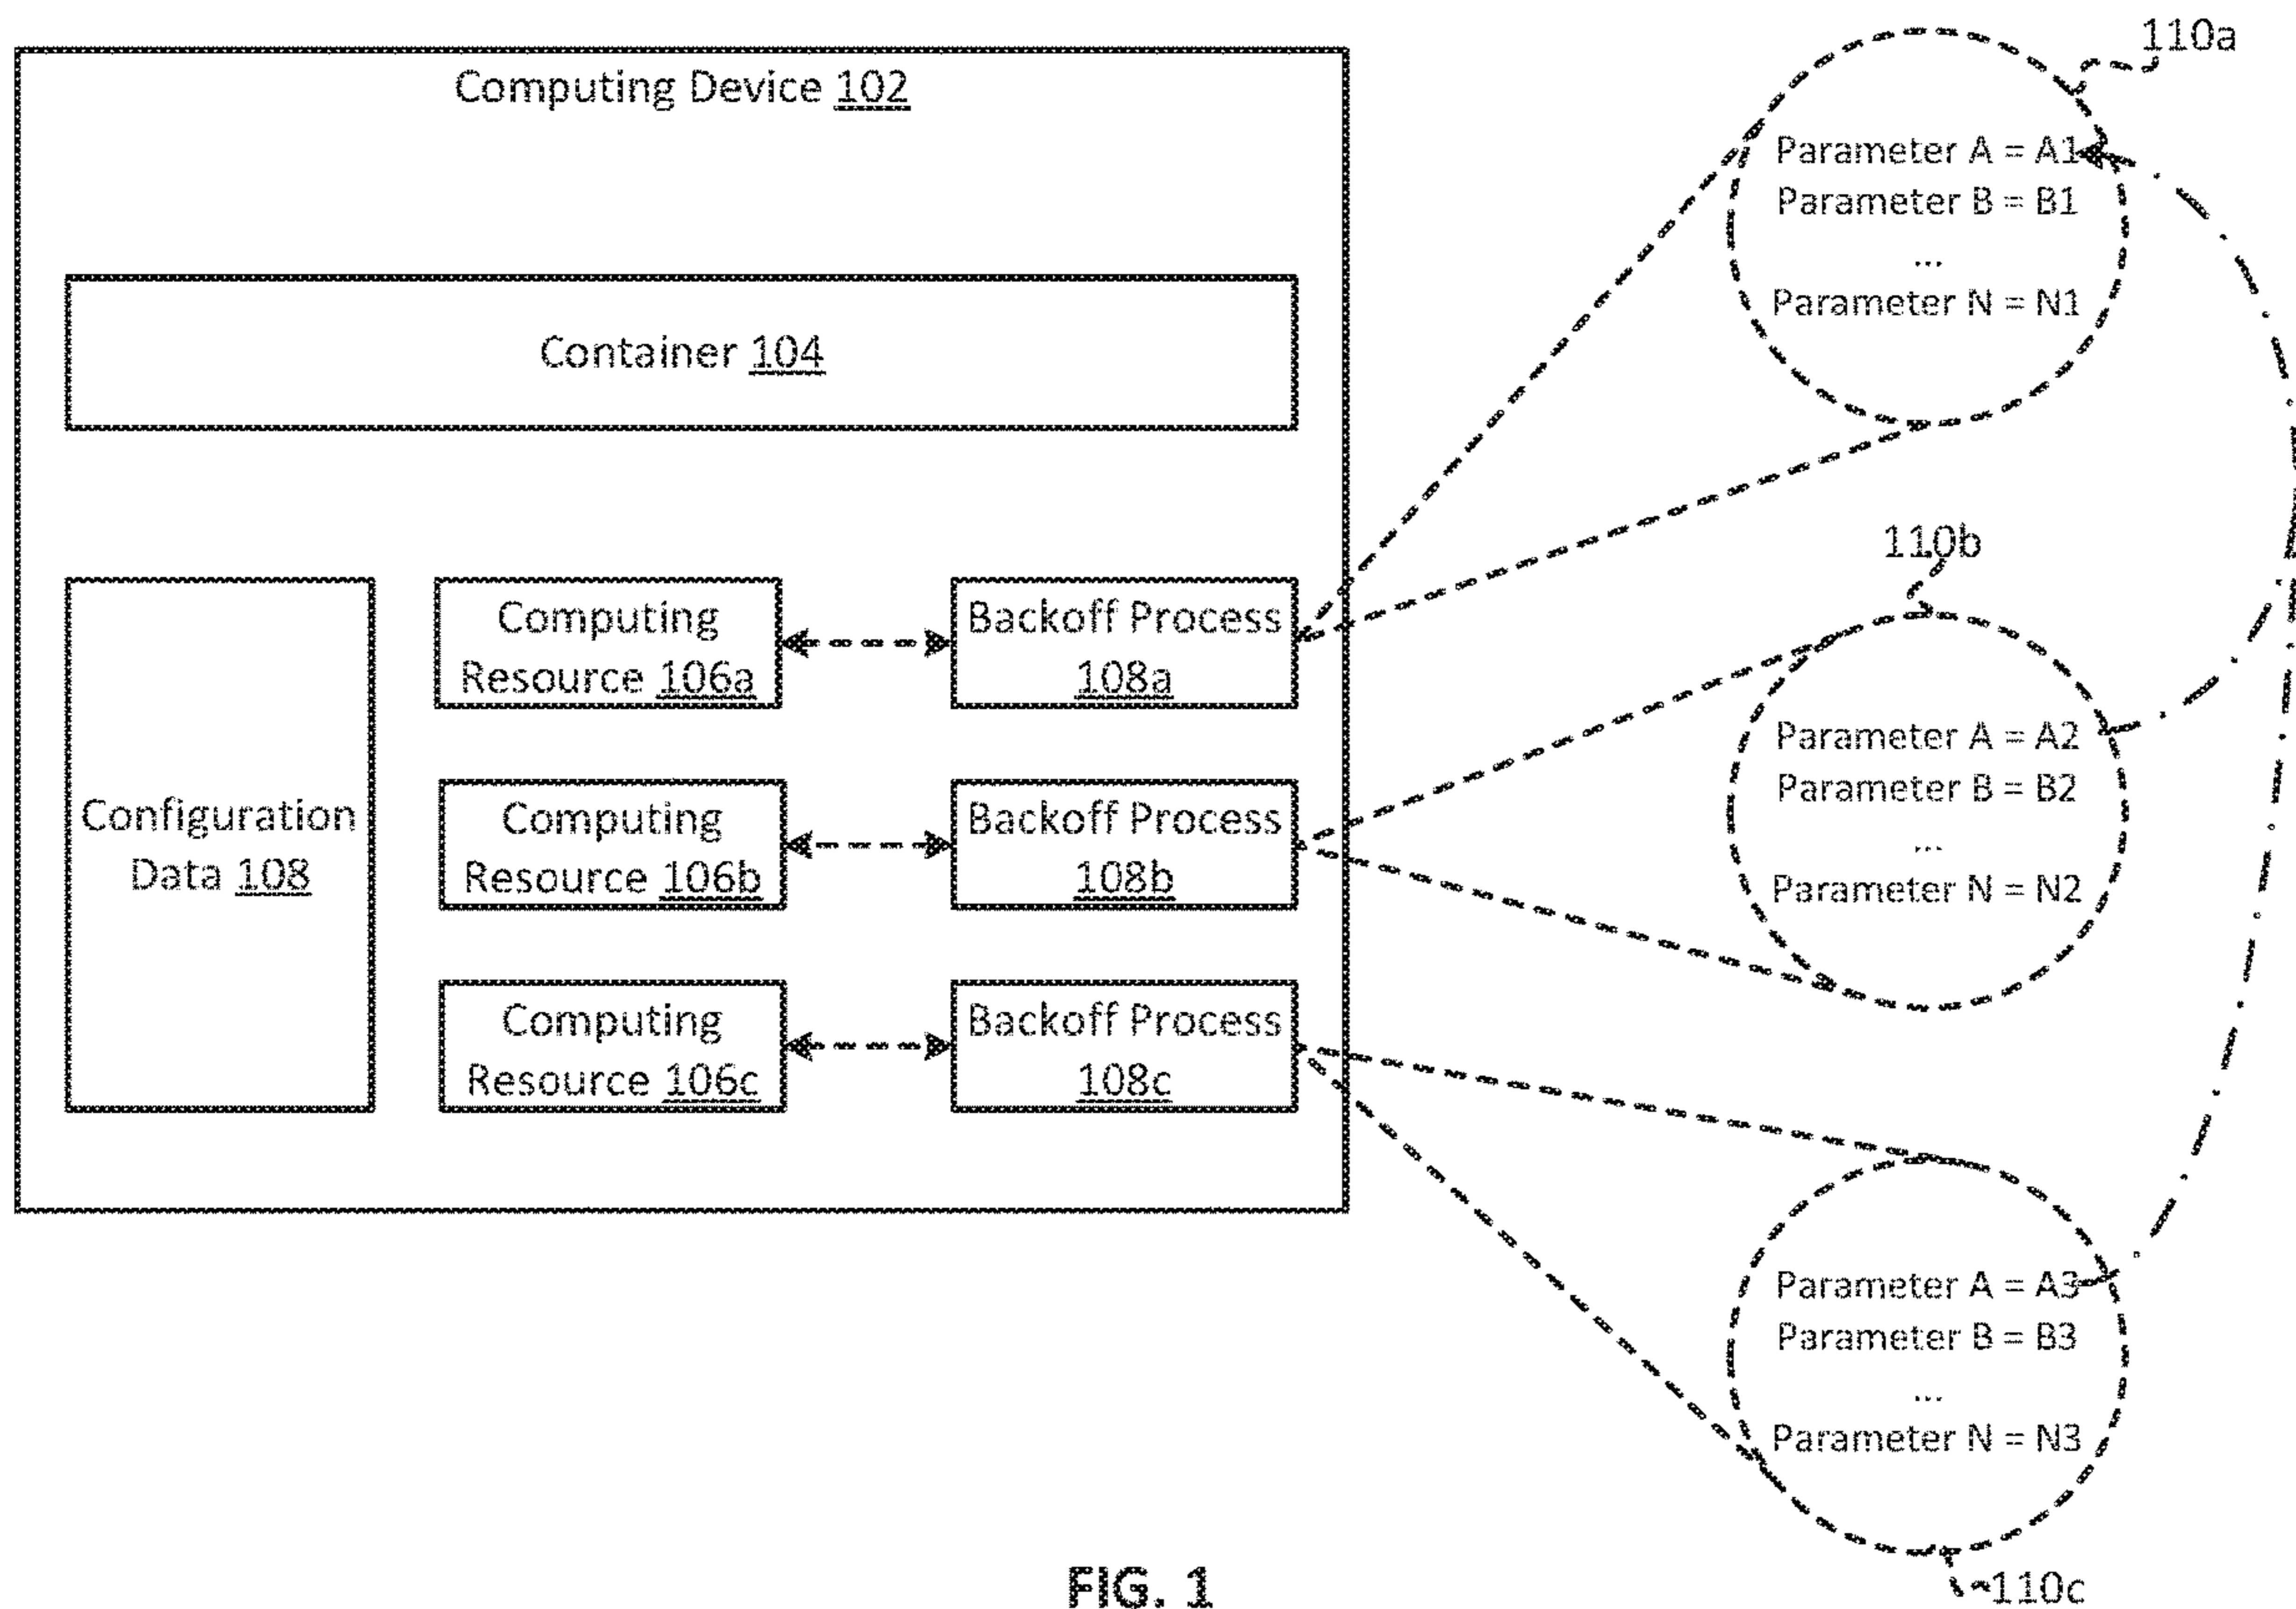 Computing Device 102
Container 104
Configuration
Data 108
Computing
Resource 106a
Backoff Process
108a
Computing
Resource 106b
Backoff Process
108b
Computing
Resource 106c
Backoff Process
108c
110a
Parameter A = A1
Parameter B = B1
...
Parameter N = N1
110b
Parameter A = A2
Parameter B = B2
...
Parameter N = N2
Parameter A = A3
Parameter B = B3
...
Parameter N = N3
110c
FIG. 1